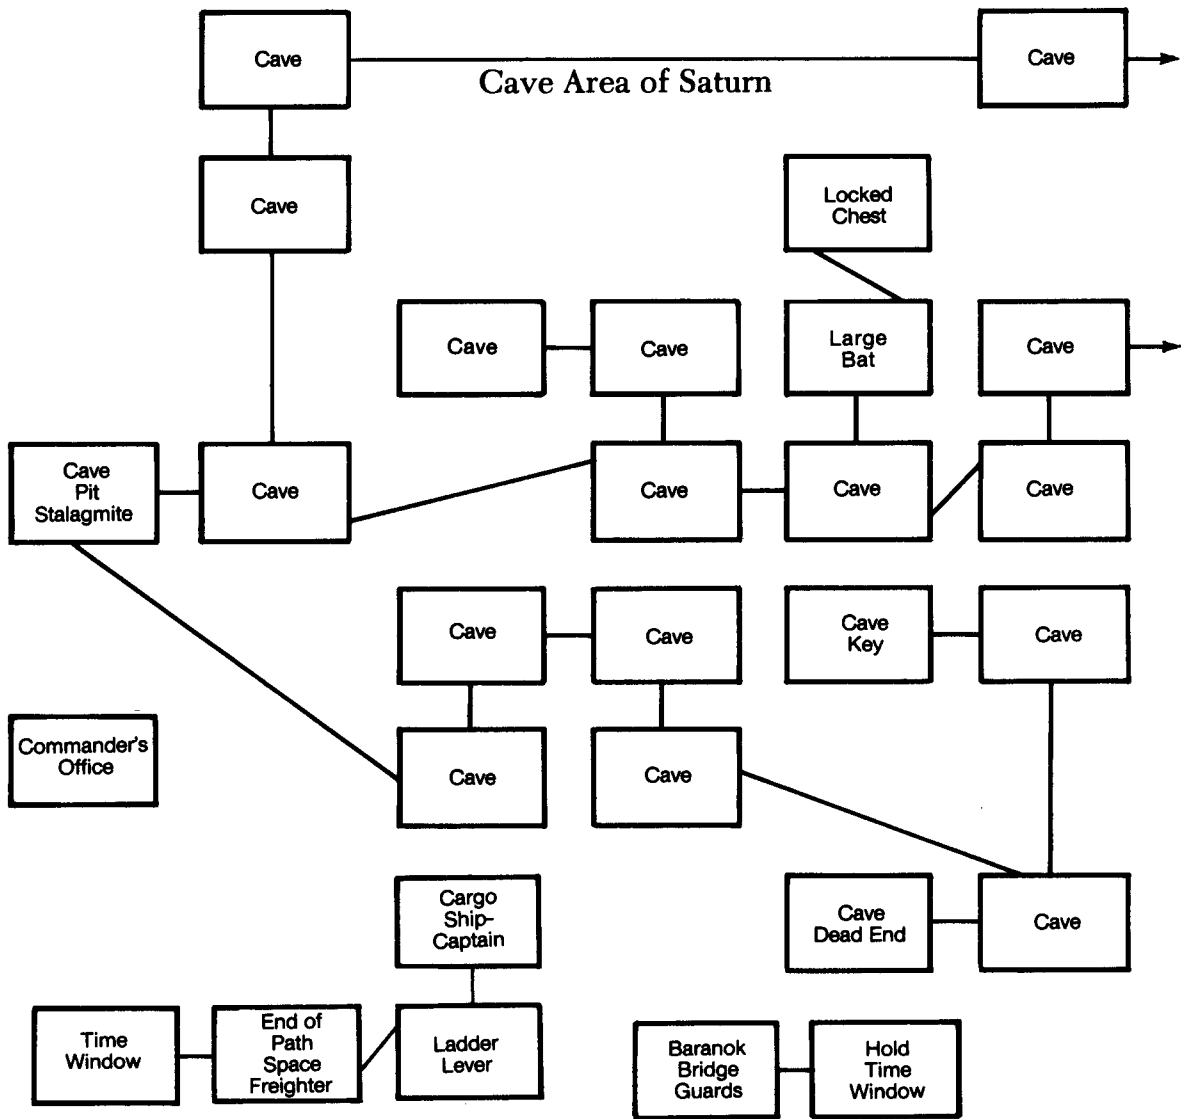 Cave
Cave
Cave Area of Saturn
Cave
Locked
Chest
Cave
Cave
Large
Bat
Cave
Cave
Pit
Stalagmite
Cave
Cave
Cave
Cave
Cave
Cave
Cave
Key
Cave
Commander's
Office
Cave
Cave
Cargo
Ship-
Captain
Cave
Dead End
Cave
Time
Window
End of
Path
Space
Freighter
Ladder
Lever
Baranok
Bridge
Guards
Hold
Time
Window